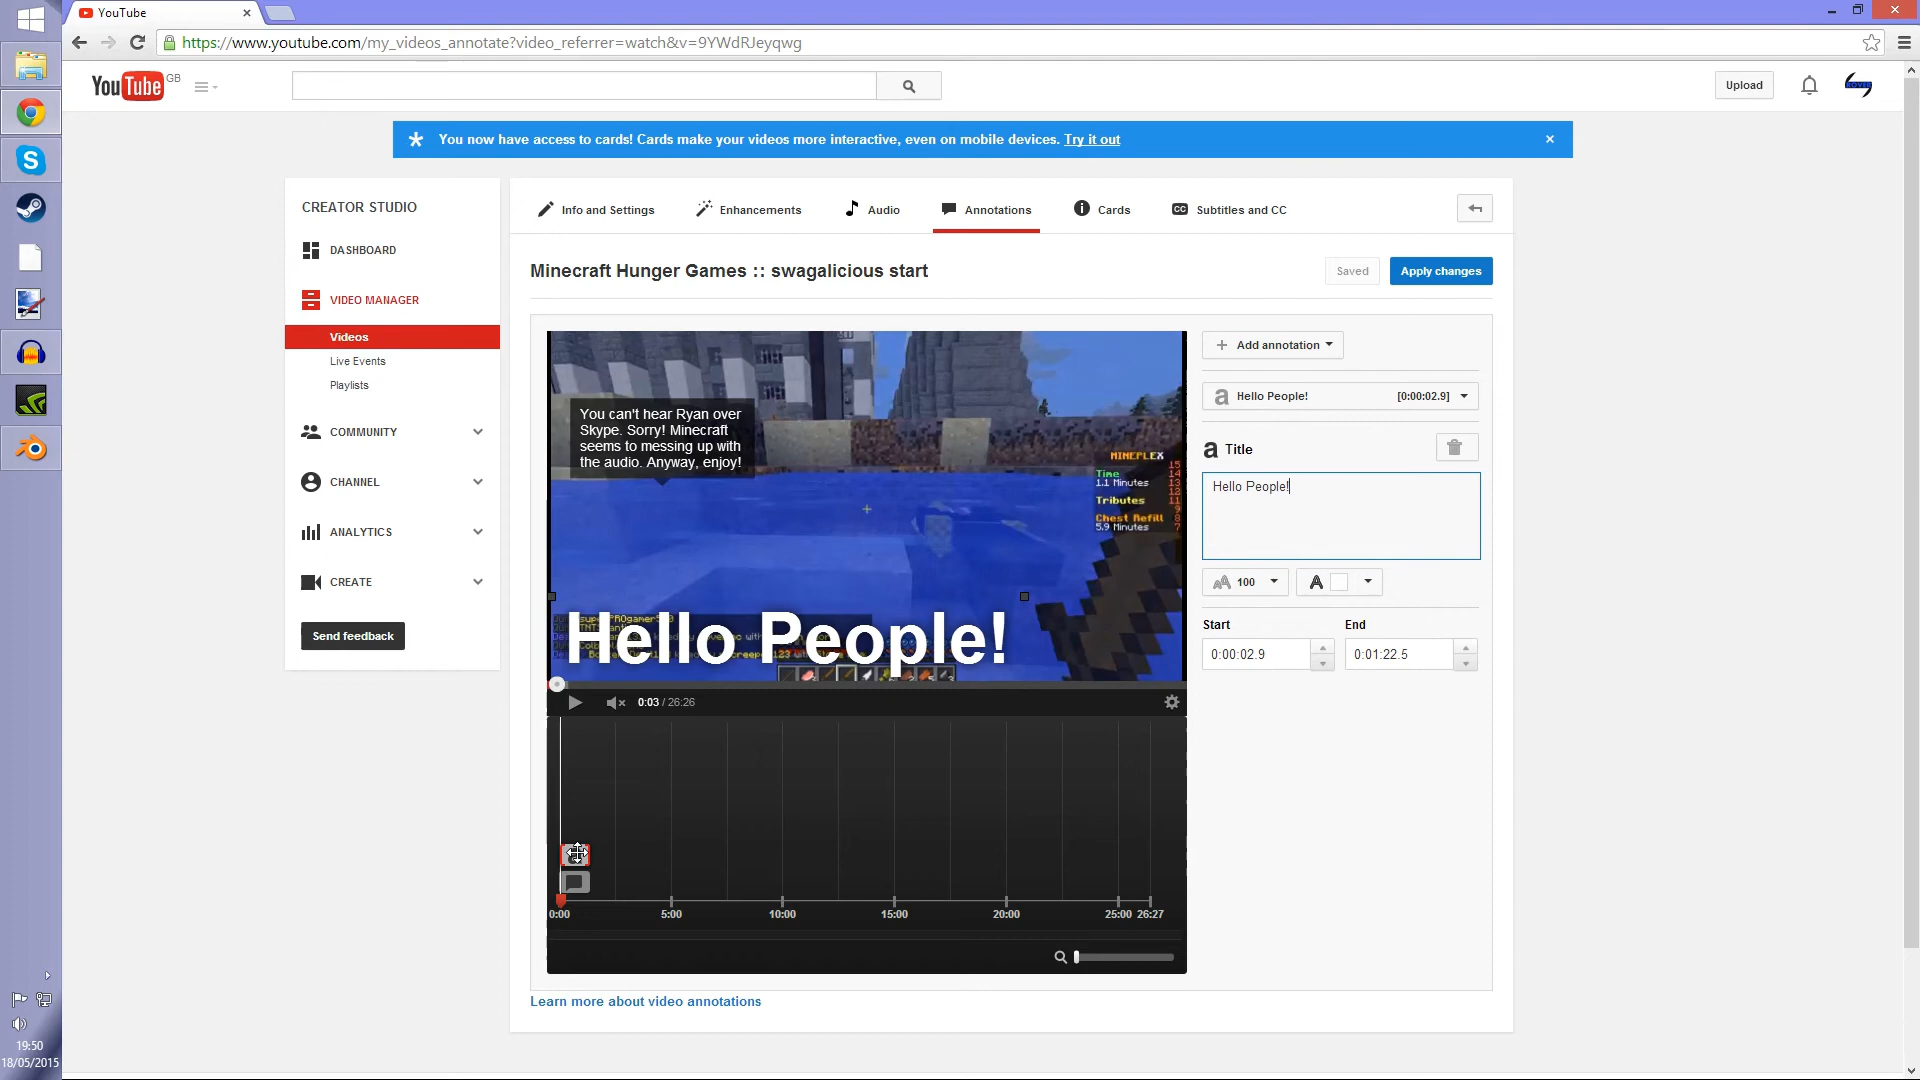 YouTube
https://www.youtube.com/my_videos_annotate?video_referrer=watch&v=9YWdRJeyqwg
YouTube GB
Upload
You now have access to cards! Cards make your videos more interactive, even on mobile devices. Try it out
CREATOR STUDIO
DASHBOARD
VIDEO MANAGER
Videos
Live Events
Playlists
COMMUNITY
CHANNEL
ANALYTICS
CREATE
Send feedback
Info and Settings
Enhancements
Audio
Annotations
Cards
CC Subtitles and CC
Minecraft Hunger Games :: swagalicious start
Saved
Apply changes
You can't hear Ryan over
Skype. Sorry! Minecraft
seems to messing up with
the audio. Anyway, enjoy!
MINEPLEX
Time
1.1 Minutes
Tributes
Chest Refill
5.9 Minutes
Hello People!
0:03 / 26:26
0:00
5:00
10:00
15:00
20:00
25:00
26:27
Add annotation
a Hello People! [0:00:02.9]
a Title
Hello People!
100
A
Start
End
0:00:02.9
0:01:22.5
Learn more about video annotations
19:50
18/05/2015